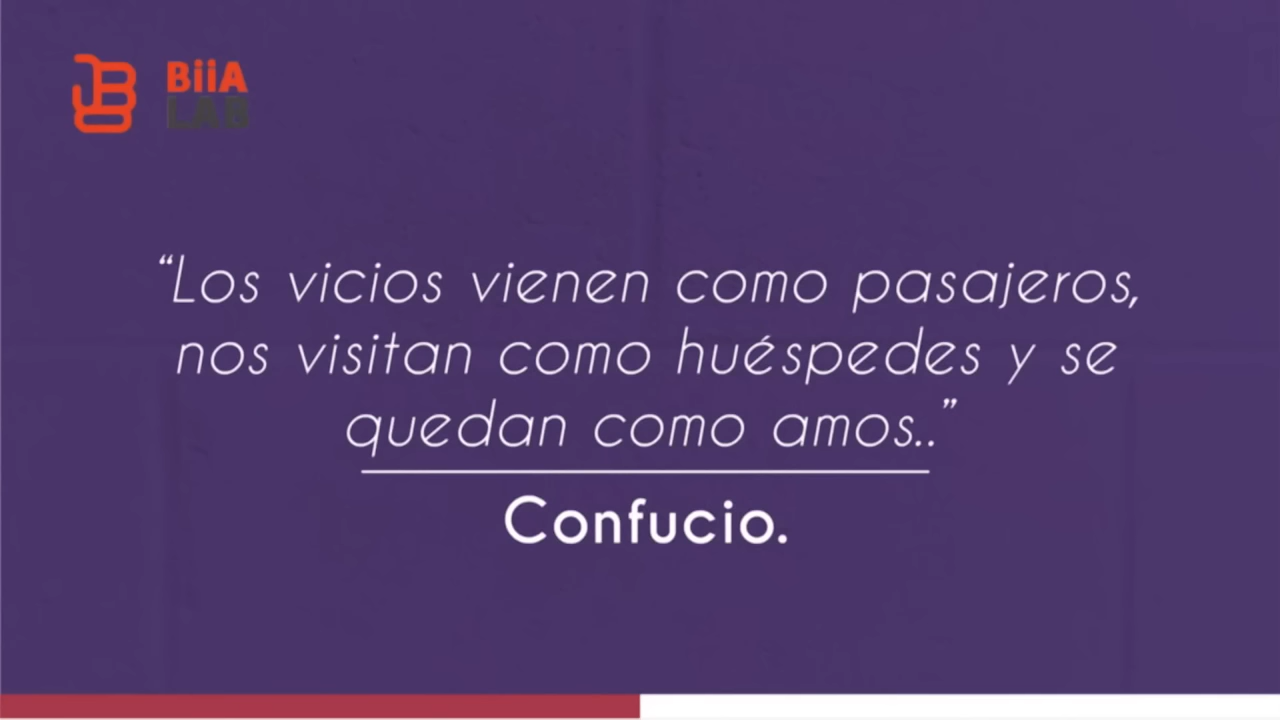 BiiA
LAB
“Los vicios vienen como pasajeros,
nos visitan como huéspedes y se
quedan como amos..”
Confucio.